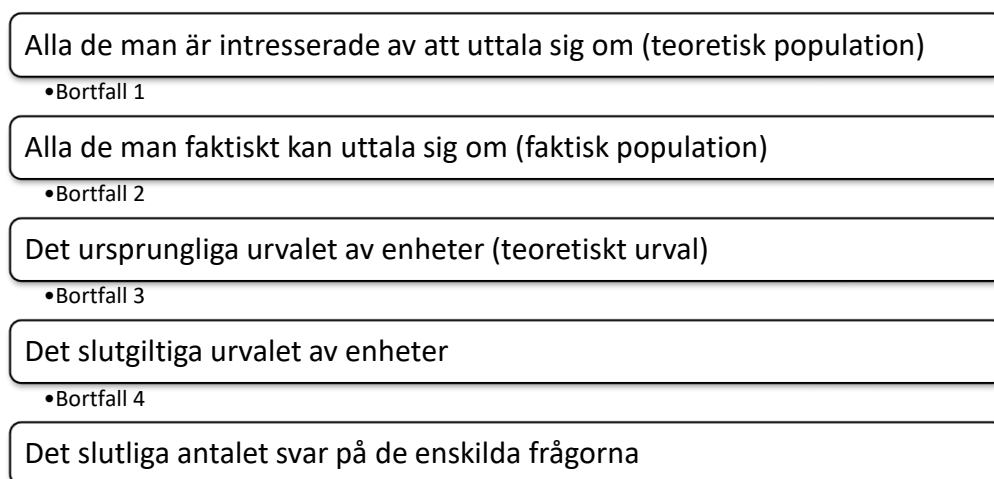 Alla de man är intresserade av att uttala sig om (teoretisk population)
•Bortfall 1
Alla de man faktiskt kan uttala sig om (faktisk population)
•Bortfall 2
Det ursprungliga urvalet av enheter (teoretiskt urval)
•Bortfall 3
Det slutgiltiga urvalet av enheter
•Bortfall 4
Det slutliga antalet svar på de enskilda frågorna